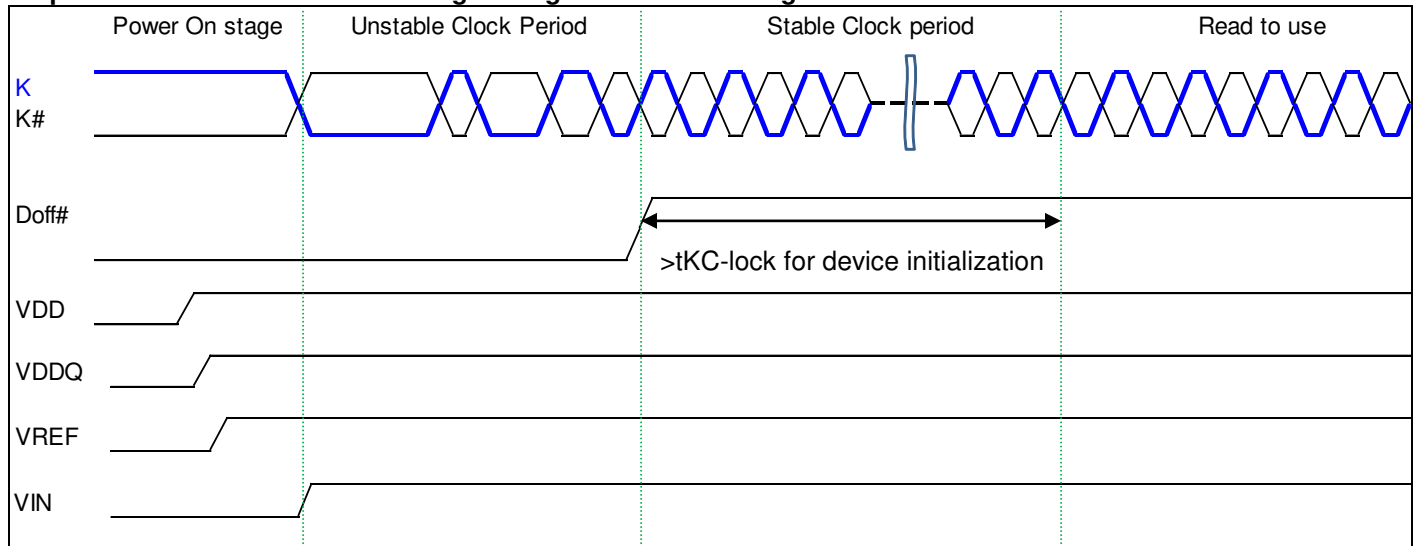 Power On stage Unstable Clock Period Stable Clock period Read to use
K
K#
Doff#
>tKC-lock for device initialization
VDD
VDDQ
VREF
VIN